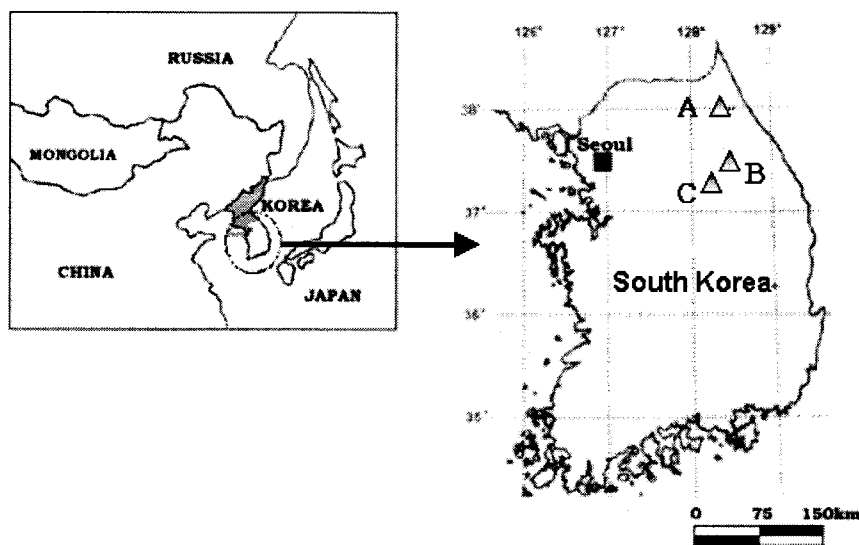 RUSSIA
MONGOLIA
KOREA
CHINA
JAPAN
126° 127° 128° 129°
38°
A
Seoul
B
C
37°
South Korea
36°
35°
0 75 150km